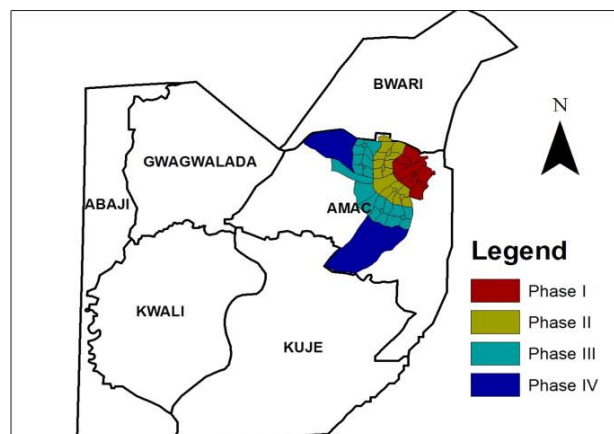 BWARI
N
GWAGWALADA
ABAJI
AMAC
Legend
Phase I
Phase II
Phase III
Phase IV
KWALI
KUJE